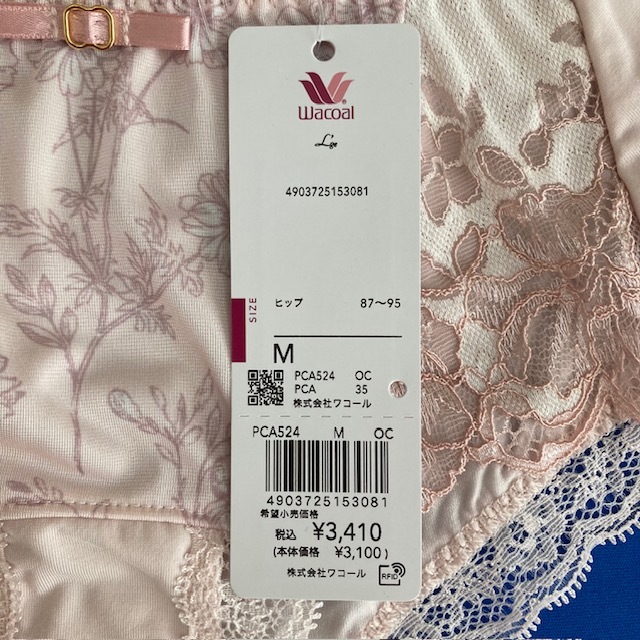 Wacoal
L'ge
4903725153081
SIZE
ヒップ 87〜95
M
PCA524 OC
PCA 35
株式会社ワコール
PCA524 M OC
4903725153081
希望小売価格
税込 ¥3,410
(本体価格 ¥3,100)
株式会社ワコール
RFID